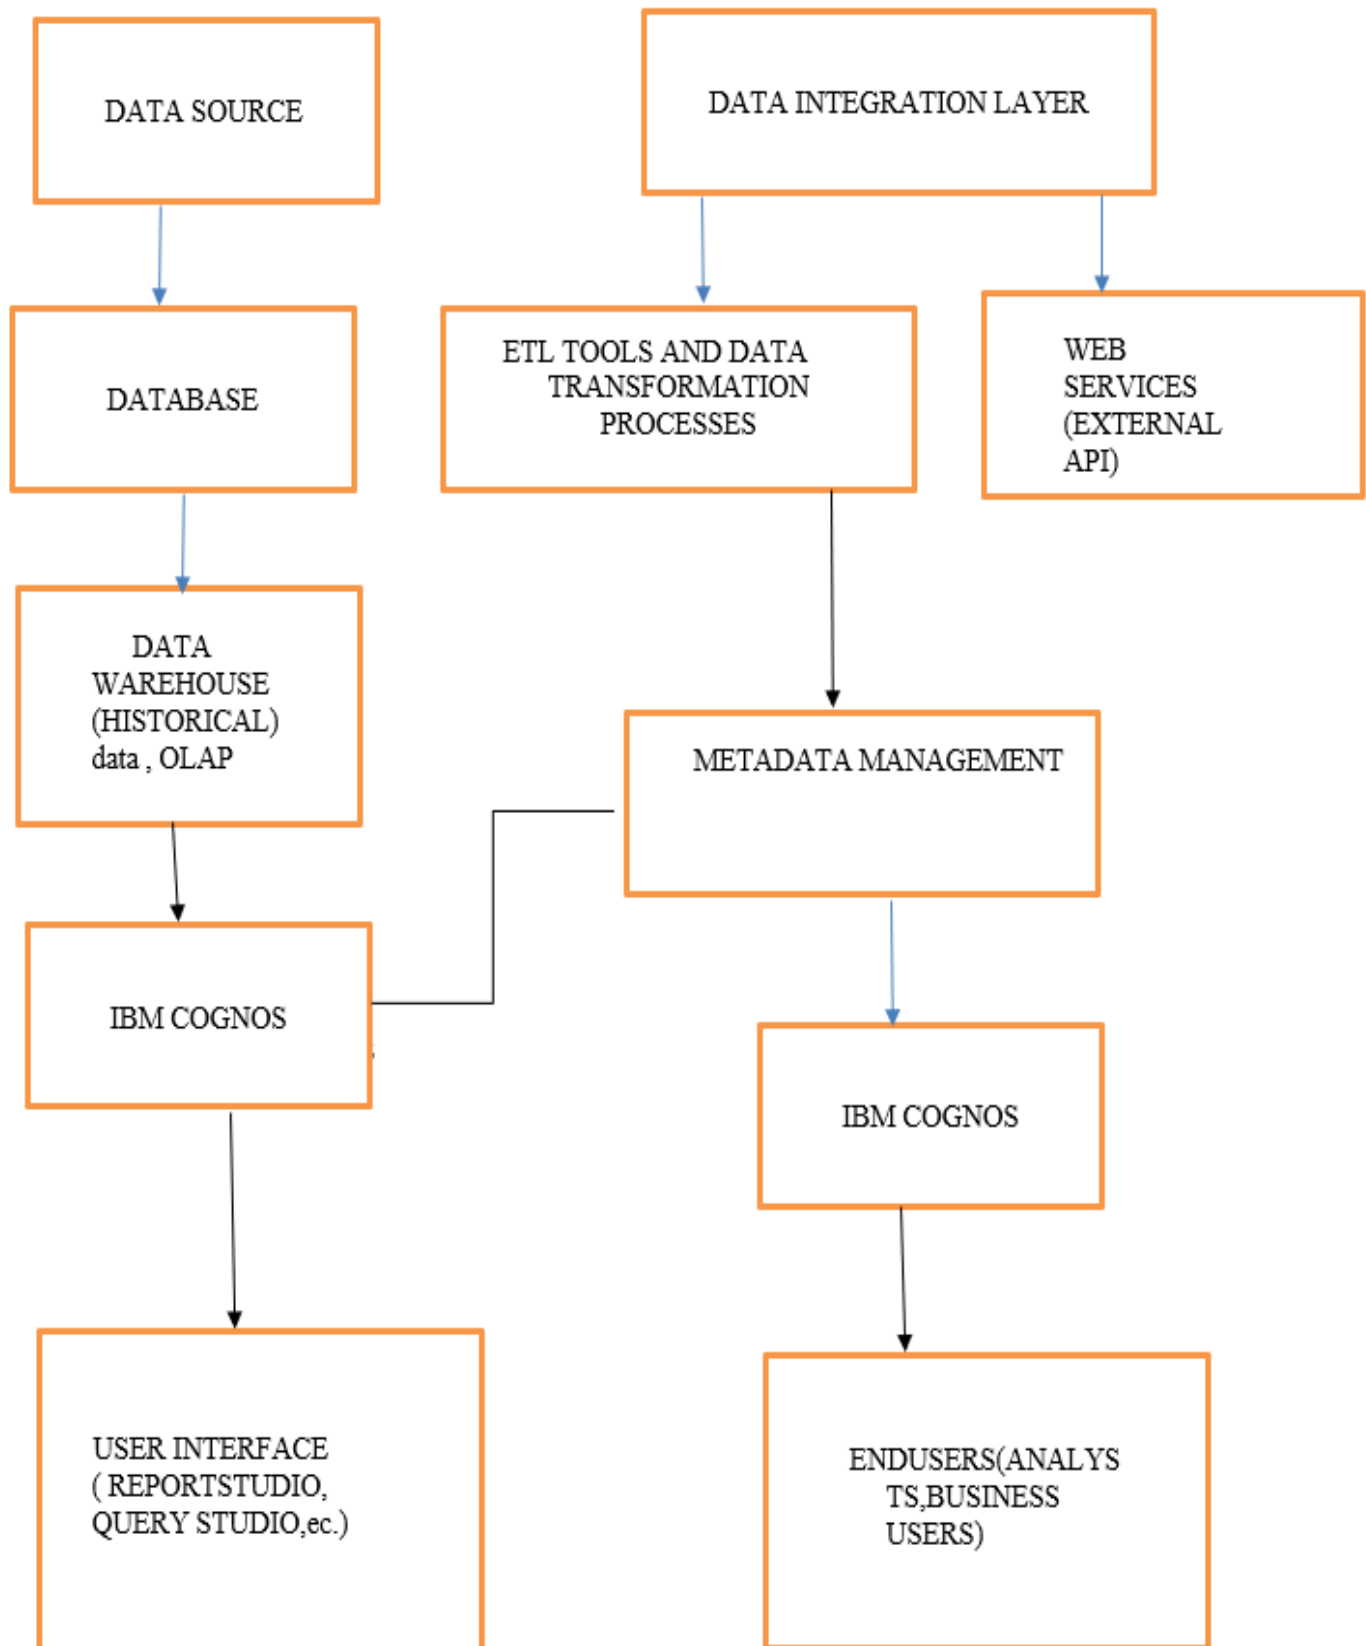 DATA SOURCE
DATA INTEGRATION LAYER
DATABASE
ETL TOOLS AND DATA
TRANSFORMATION
PROCESSES
WEB
SERVICES
(EXTERNAL
API)
DATA
WAREHOUSE
(HISTORICAL)
data , OLAP
METADATA MANAGEMENT
IBM COGNOS
IBM COGNOS
USER INTERFACE
( REPORTSTUDIO,
QUERY STUDIO,ec.)
ENDUSERS(ANALYS
TS,BUSINESS
USERS)